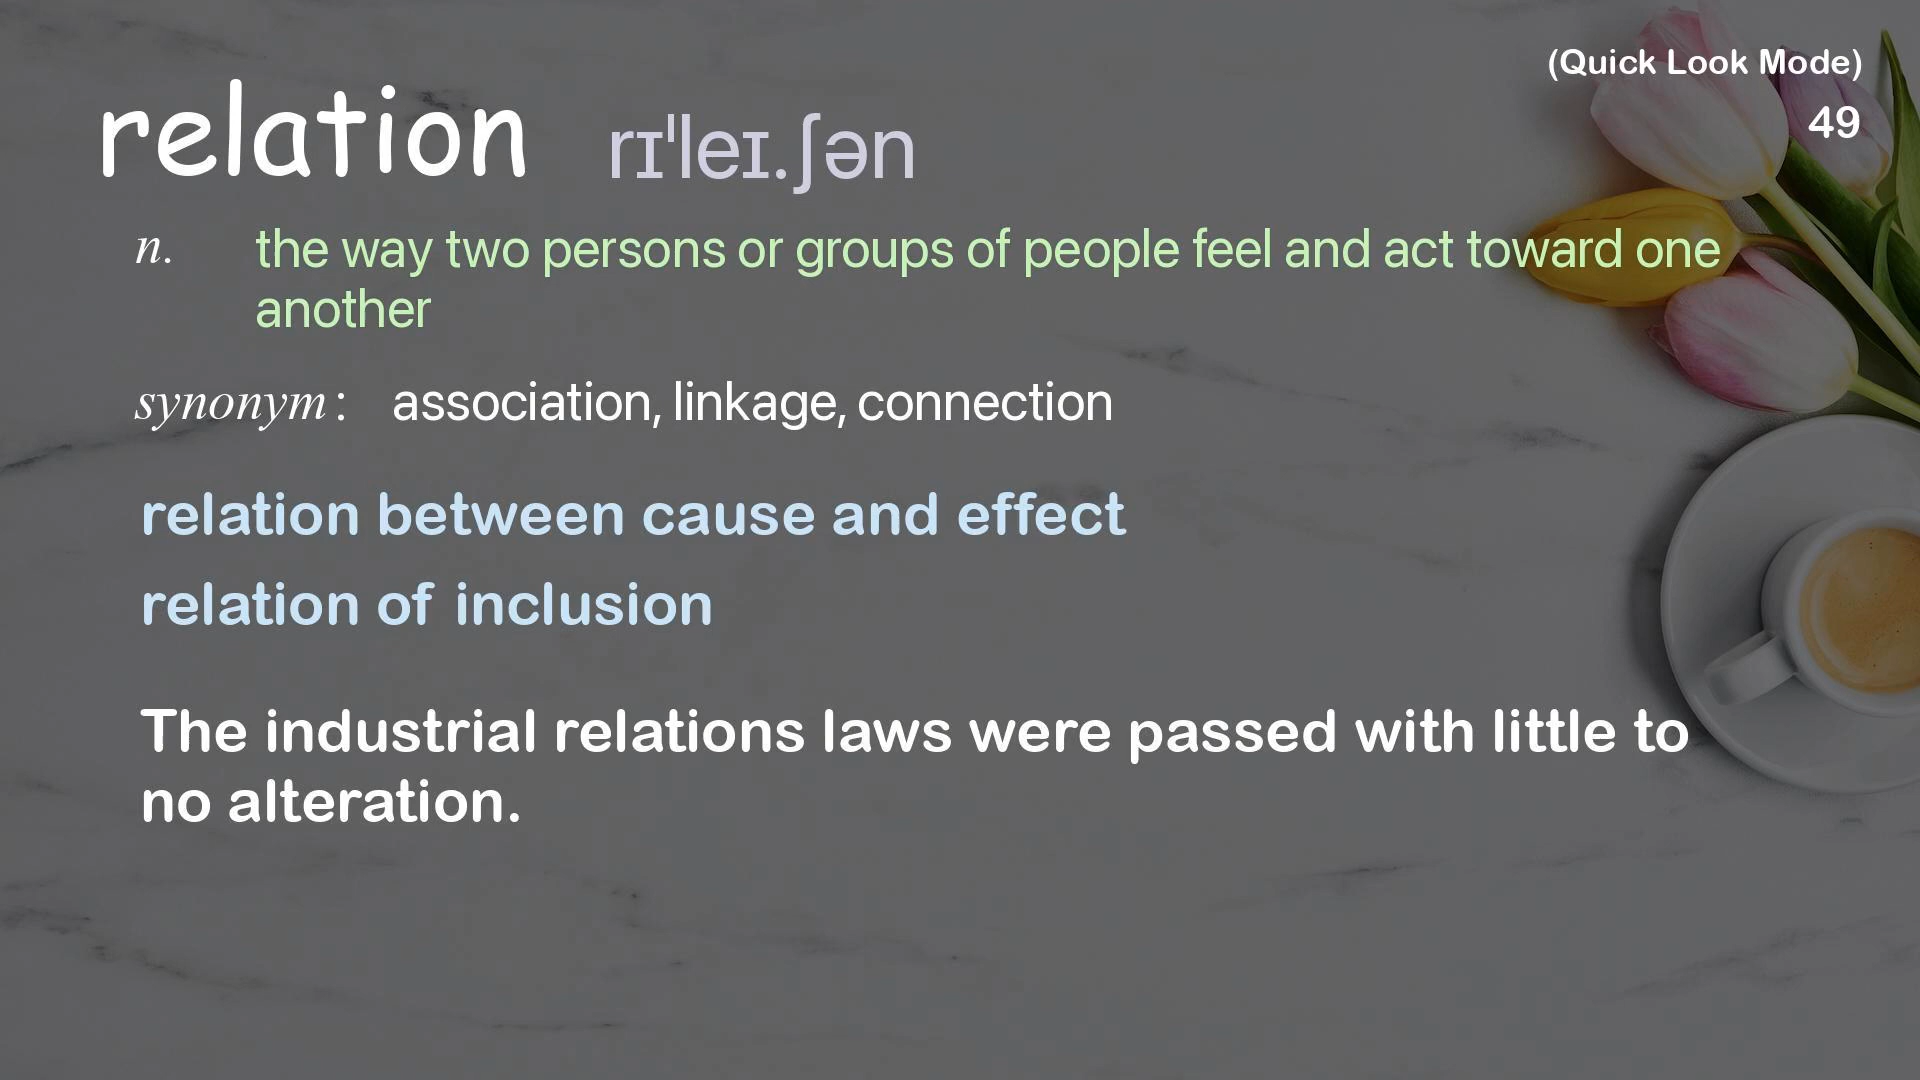 (Quick Look Mode)
relation rɪˈleɪ.ʃən
49
n. the way two persons or groups of people feel and act toward one
another
synonym: association, linkage, connection
relation between cause and effect
relation of inclusion
The industrial relations laws were passed with little to
no alteration.